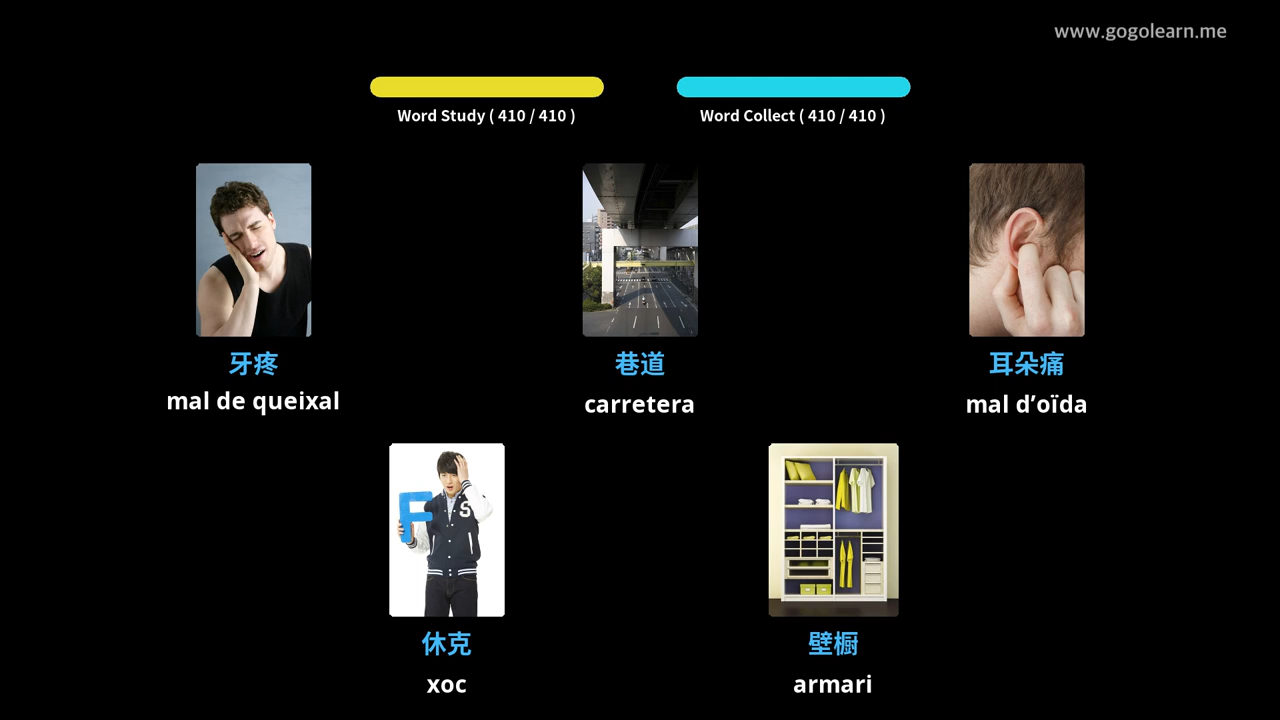 www.gogolearn.me
Word Study ( 410 / 410 )
Word Collect ( 410 / 410 )
牙疼
mal de queixal
巷道
carretera
耳朵痛
mal d’oïda
F
S
休克
xoc
壁橱
armari